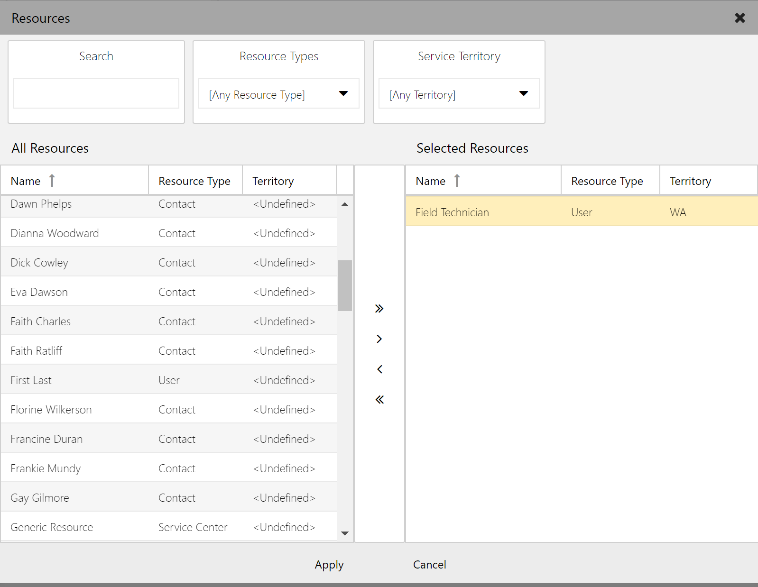 Resources
Search Resource Types Service Territory
[Any Resource Type] [Any Territory]
All Resources Selected Resources
Name Resource Type Territory Name Resource Type Territory
Dawn Phelps Contact <Undefined> Field Technician User WA
Dianna Woodward Contact <Undefined>
Dick Cowley Contact <Undefined>
Eva Dawson Contact <Undefined>
Faith Charles Contact <Undefined>
Faith Ratliff Contact <Undefined>
First Last User <Undefined>
Florine Wilkerson Contact <Undefined>
Francine Duran Contact <Undefined>
Frankie Mundy Contact <Undefined>
Gay Gilmore Contact <Undefined>
Generic Resource Service Center <Undefined>
Apply Cancel